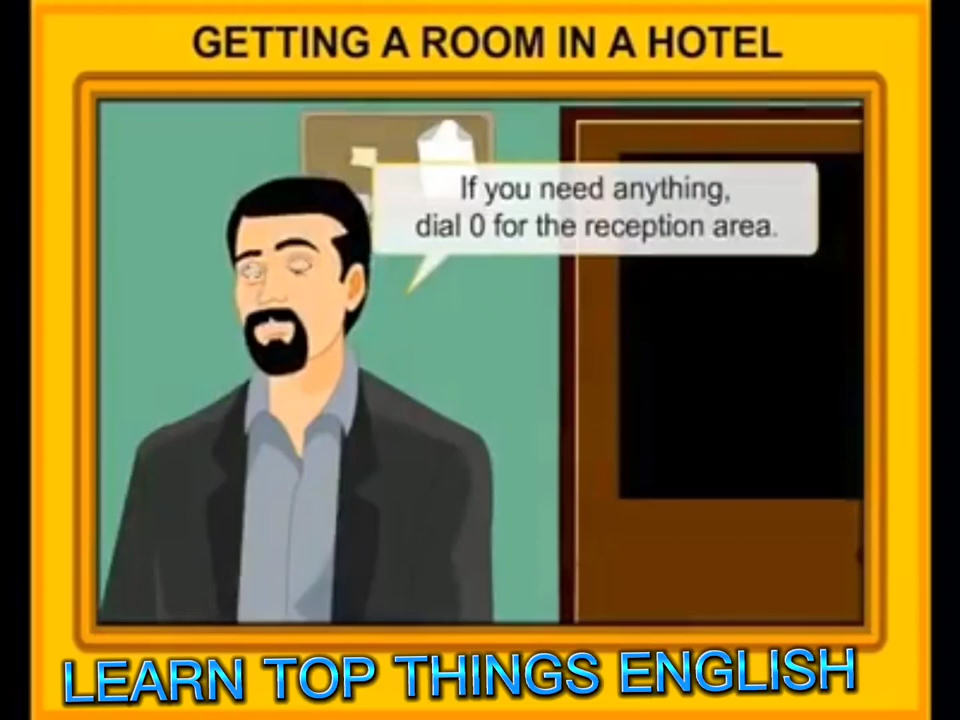 GETTING A ROOM IN A HOTEL
If you need anything,
dial 0 for the reception area.
LEARN TOP THINGS ENGLISH